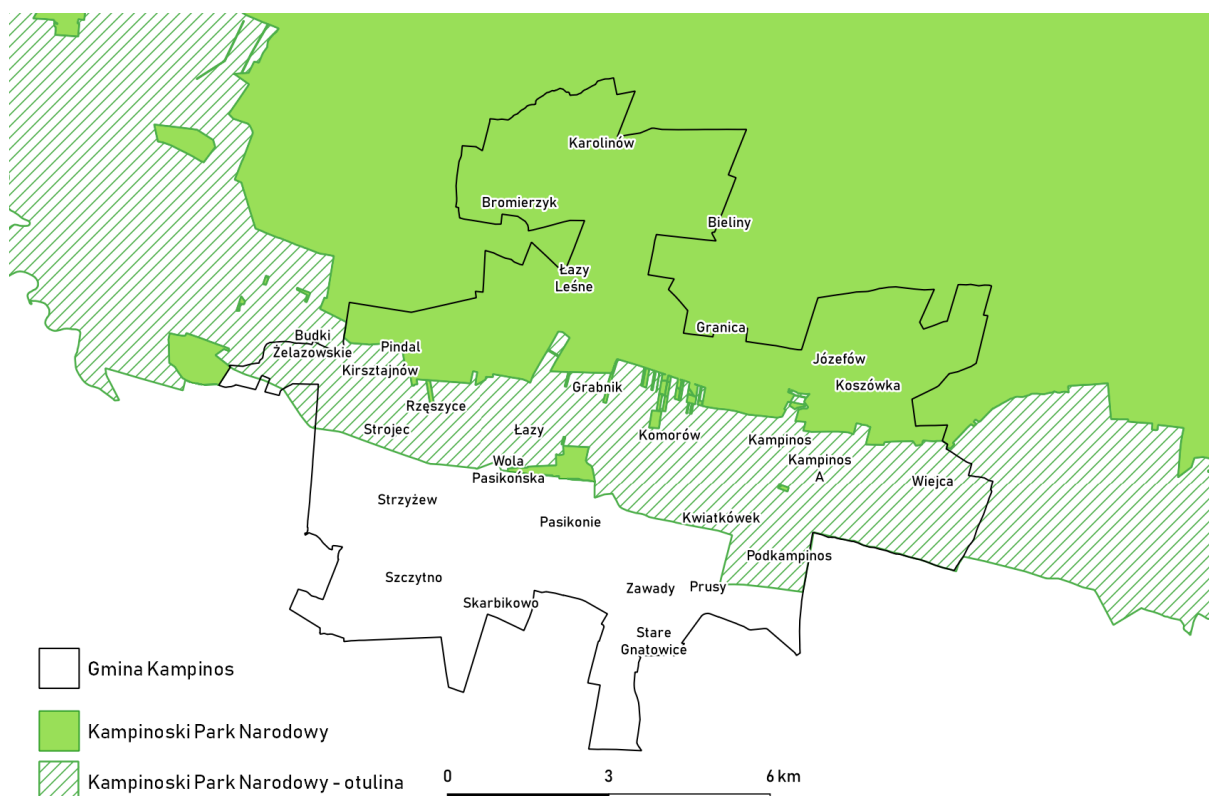 Karolinów
Bromierzyk
Bieliny
Łazy
Leśne
Granica
Budki
Żelazowskie
Pindal
Kirsztajnów
Józefów
Koszówka
Grabnik
Rzęszyce
Strojec
Łazy
Komorów
Kampinos
Kampinos
A
Wola
Pasikońska
Wiejca
Strzyżew
Pasikonie
Kwiatkówek
Podkampinos
Szczytno
Zawady
Prusy
Skarbikowo
Stare
Gnatowice
Gmina Kampinos
Kampinoski Park Narodowy
Kampinoski Park Narodowy - otulina
0 3 6 km